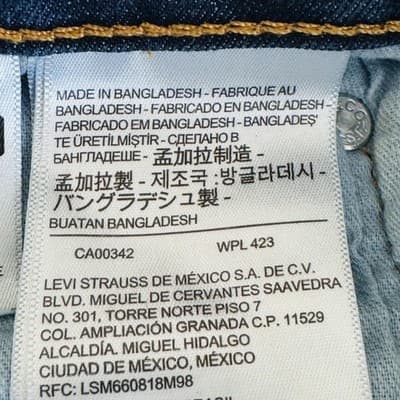 MADE IN BANGLADESH - FABRIQUE AU
BANGLADESH - FABRICADO EN BANGLADESH -
FABRICADO EM BANGLADESH - BANGLADEŞ'
TE ÜRETİLMİŞTİR - СДЕЛАНО В
БАНГЛАДЕШЕ - 孟加拉制造 -
孟加拉製 - 제조국 :방글라데시 -
バングラデシュ製 -
BUATAN BANGLADESH
CA00342 WPL 423
LEVI STRAUSS DE MÉXICO S.A. DE C.V.
BLVD. MIGUEL DE CERVANTES SAAVEDRA
NO. 301, TORRE NORTE PISO 7
COL. AMPLIACIÓN GRANADA C.P. 11529
ALCALDÍA. MIGUEL HIDALGO
CIUDAD DE MÉXICO, MÉXICO
RFC: LSM660818M98